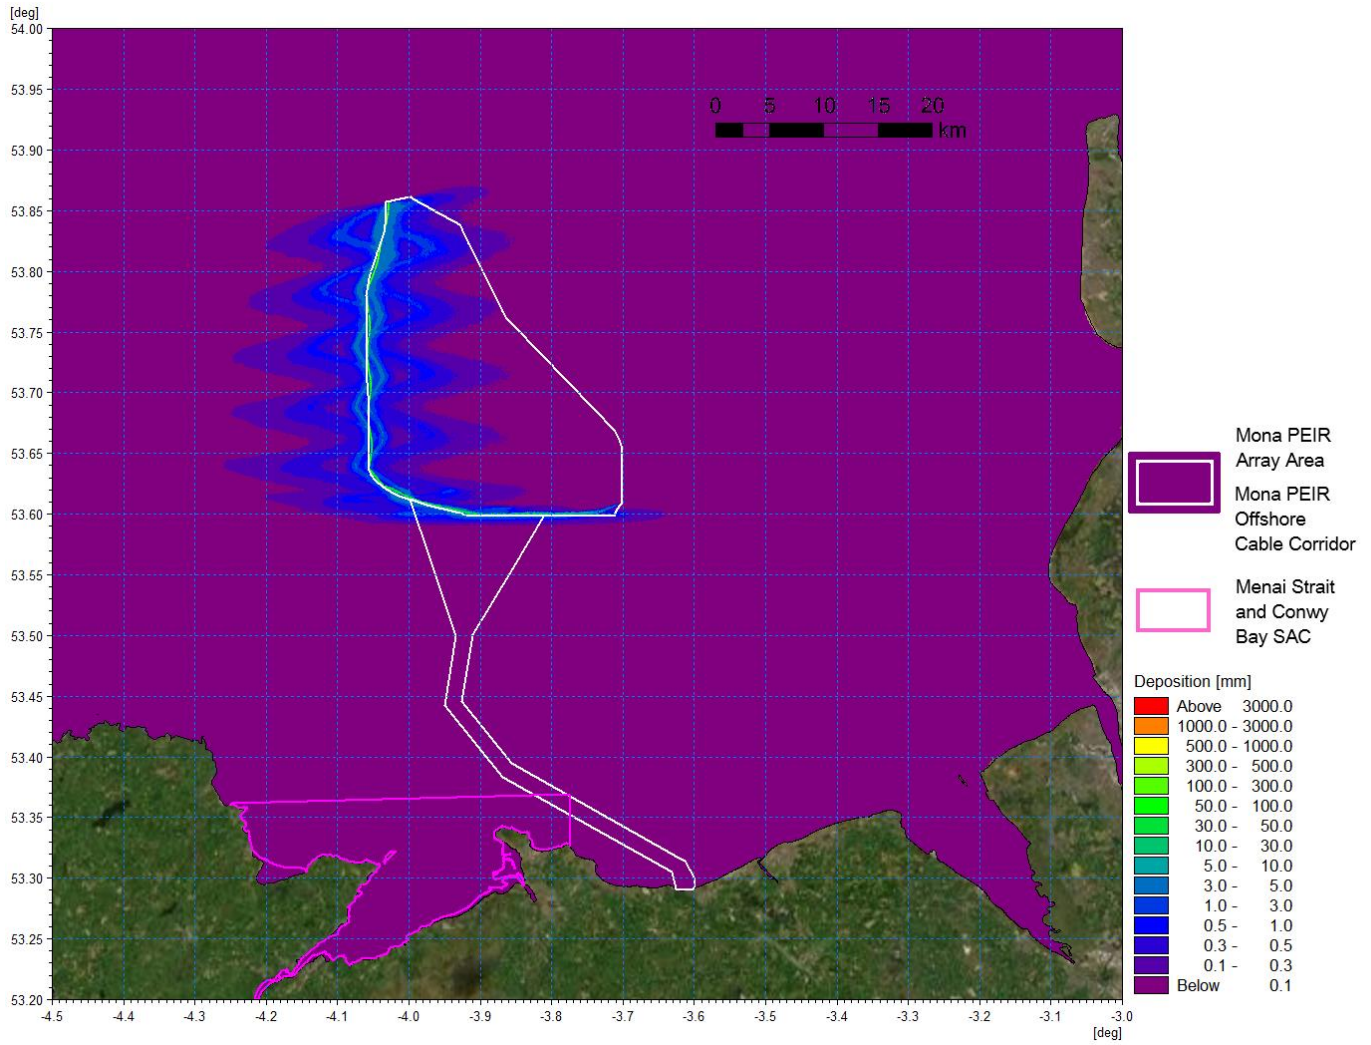 [deg]
54.00
53.95
53.90
53.85
53.80
53.75
53.70
53.65
53.60
53.55
53.50
53.45
53.40
53.35
53.30
53.25
53.20
0 5 10 15 20
km
-4.5 -4.4 -4.3 -4.2 -4.1 -4.0 -3.9 -3.8 -3.7 -3.6 -3.5 -3.4 -3.3 -3.2 -3.1 -3.0
[deg]
Mona PEIR
Array Area
Mona PEIR
Offshore
Cable Corridor
Menai Strait
and Conwy
Bay SAC
Deposition [mm]
Above 3000.0
1000.0 - 3000.0
500.0 - 1000.0
300.0 - 500.0
100.0 - 300.0
50.0 - 100.0
30.0 - 50.0
10.0 - 30.0
5.0 - 10.0
3.0 - 5.0
1.0 - 3.0
0.5 - 1.0
0.3 - 0.5
0.1 - 0.3
Below 0.1